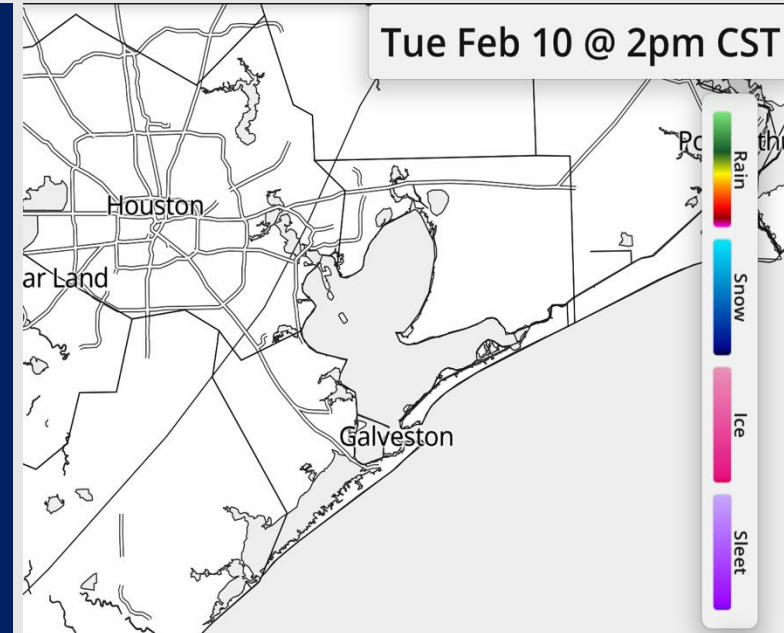 Tue Feb 10 @ 2pm CST
Rain
Houston
ar Land
Snow
Ice
Galveston
Sleet